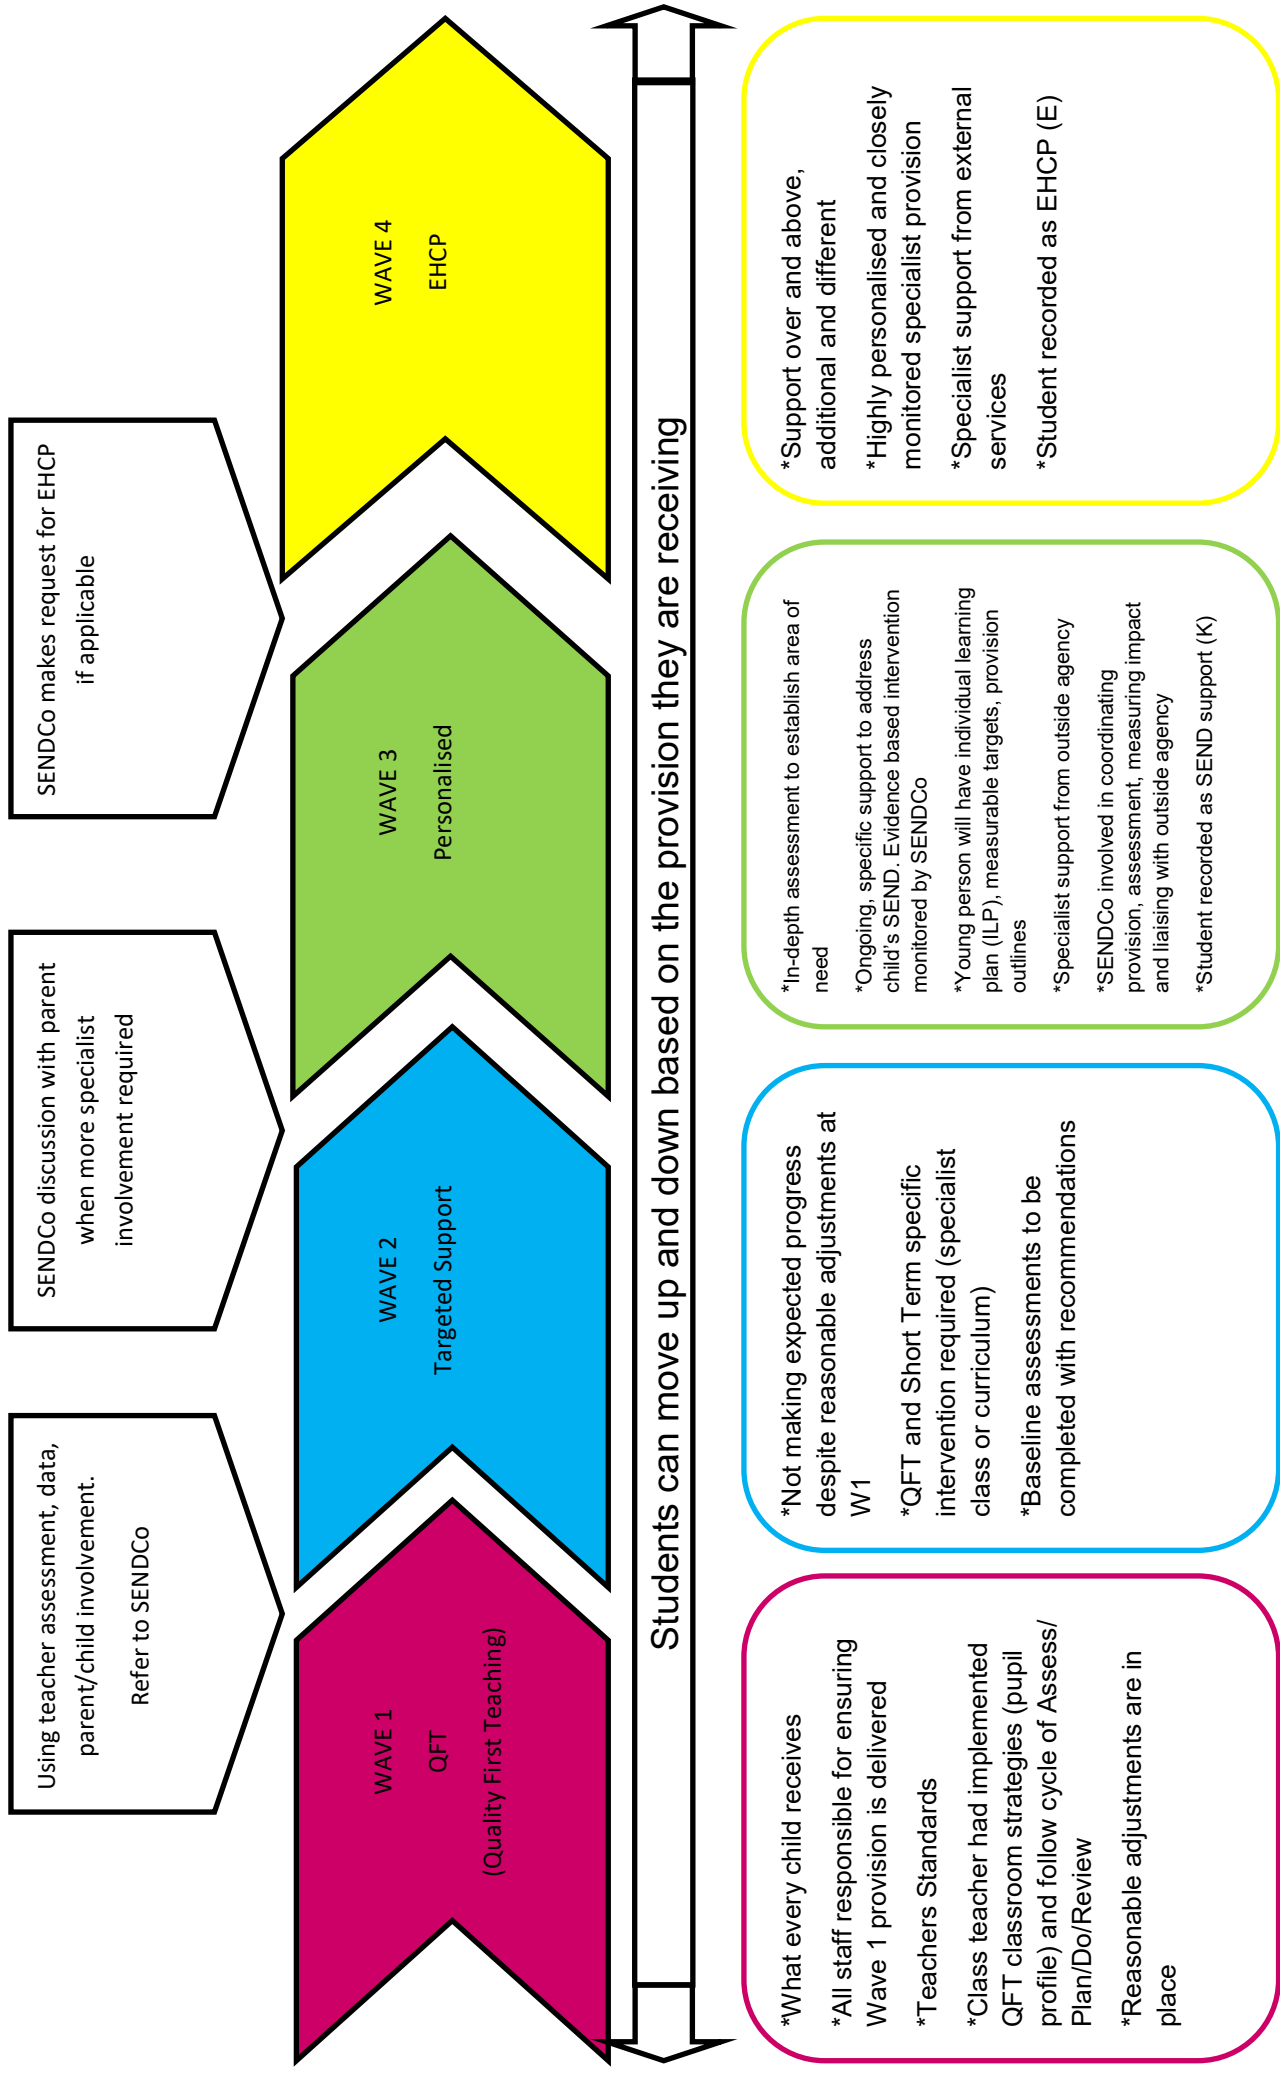 Using teacher assessment, data,
parent/child involvement.
Refer to SENDCo
SENDCo discussion with parent
when more specialist
involvement required
SENDCo makes request for EHCP
if applicable
WAVE 1
QFT
(Quality First Teaching)
WAVE 2
Targeted Support
WAVE 3
Personalised
WAVE 4
EHCP
Students can move up and down based on the provision they are receiving
*What every child receives
*All staff responsible for ensuring
Wave 1 provision is delivered
*Teachers Standards
*Class teacher had implemented
QFT classroom strategies (pupil
profile) and follow cycle of Assess/
Plan/Do/Review
*Reasonable adjustments are in
place
*Not making expected progress
despite reasonable adjustments at
W1
*QFT and Short Term specific
intervention required (specialist
class or curriculum)
*Baseline assessments to be
completed with recommendations
*In-depth assessment to establish area of
need
*Ongoing, specific support to address
child's SEND. Evidence based intervention
monitored by SENDCo
*Young person will have individual learning
plan (ILP), measurable targets, provision
outlines
*Specialist support from outside agency
*SENDCo involved in coordinating
provision, assessment, measuring impact
and liaising with outside agency
*Student recorded as SEND support (K)
*Support over and above,
additional and different
*Highly personalised and closely
monitored specialist provision
*Specialist support from external
services
*Student recorded as EHCP (E)